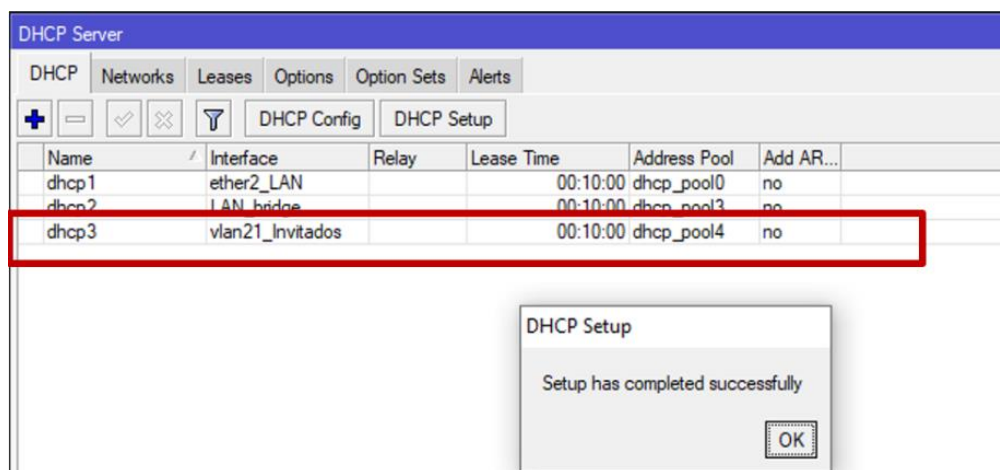 DHCP Server
DHCP Networks Leases Options Option Sets Alerts
DHCP Config DHCP Setup
Name Interface Relay Lease Time Address Pool Add AR...
dhcp1 ether2_LAN 00:10:00 dhcp_pool0 no
dhcp2 LAN_bridge 00:10:00 dhcp_pool3 no
dhcp3 vlan21_Invitados 00:10:00 dhcp_pool4 no
DHCP Setup
Setup has completed successfully
OK